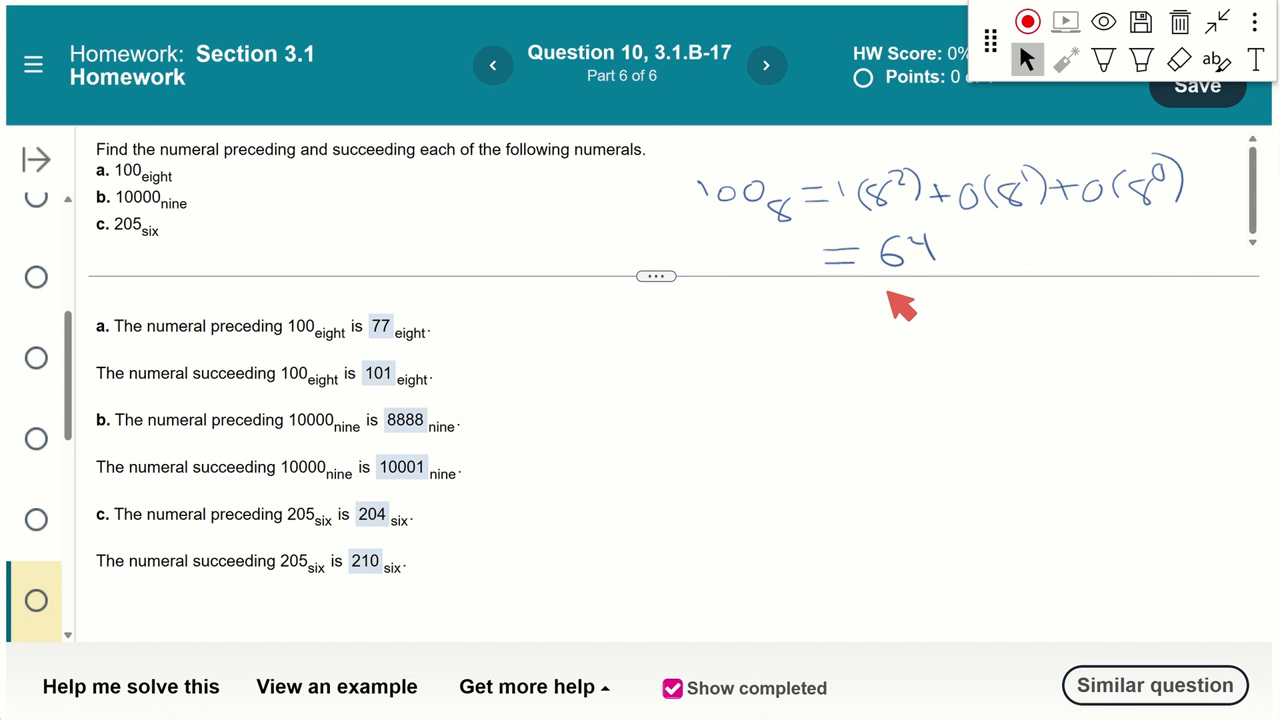 Homework: Section 3.1
Homework
Question 10, 3.1.B-17
Part 6 of 6
HW Score: 0%
Points: 0
Save
Find the numeral preceding and succeeding each of the following numerals.
a. 100eight
b. 10000nine
c. 205six
100₈ = 1(8²)+0(8¹)+0(8⁰)
= 64
a. The numeral preceding 100eight is 77 eight.
The numeral succeeding 100eight is 101 eight.
b. The numeral preceding 10000nine is 8888 nine.
The numeral succeeding 10000nine is 10001 nine.
c. The numeral preceding 205six is 204 six.
The numeral succeeding 205six is 210 six.
Help me solve this
View an example
Get more help
Show completed
Similar question